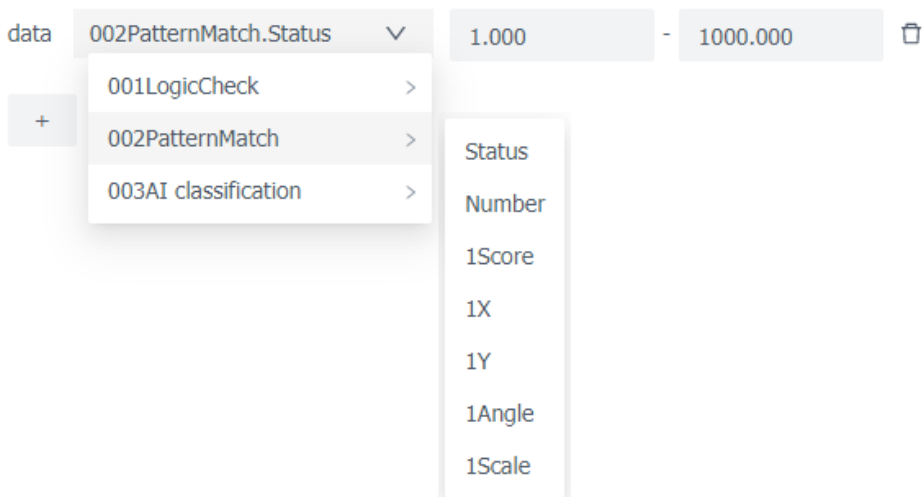 data 002PatternMatch.Status 1.000 - 1000.000
001LogicCheck >
+
002PatternMatch >
003AI classification >
Status
Number
1Score
1X
1Y
1Angle
1Scale